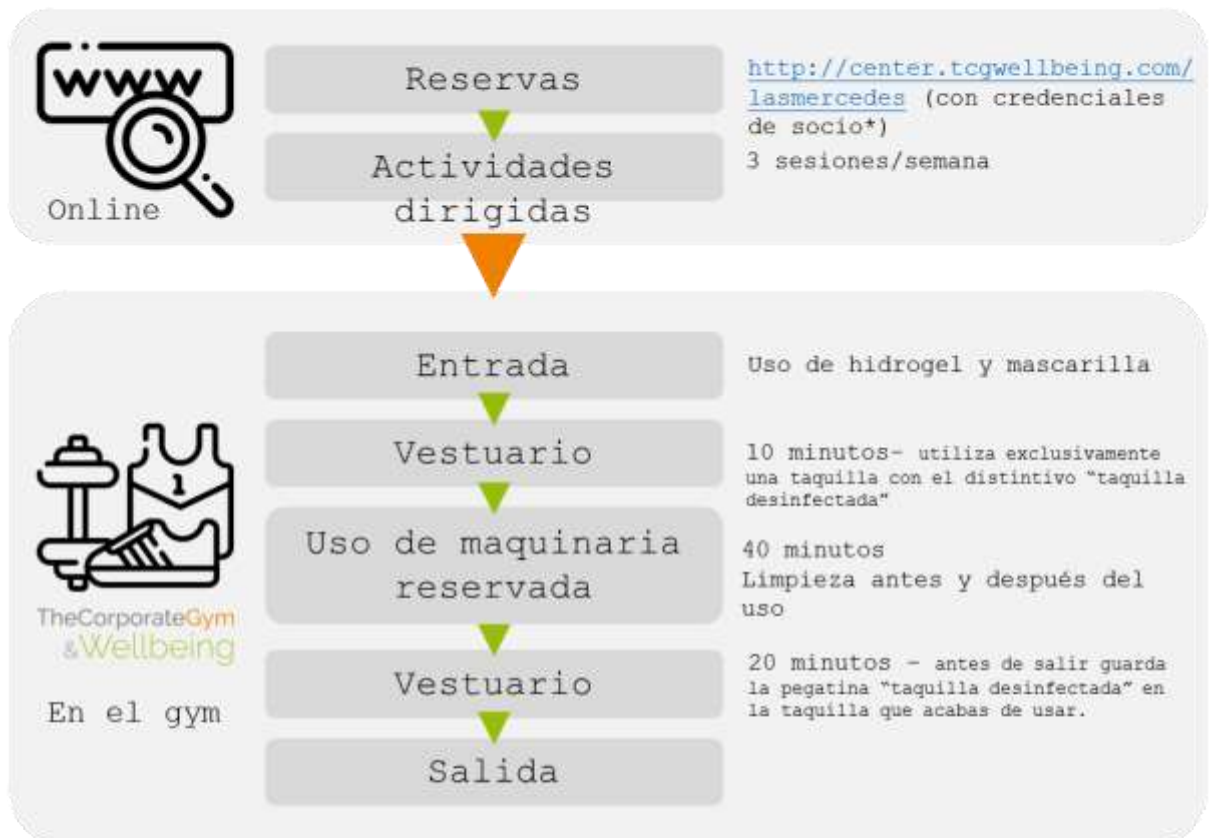 www
Online
Reservas
Actividades
dirigidas
http://center.tcgwellbeing.com/
lasmercedes (con credenciales
de socio*)
3 sesiones/semana
1
TheCorporateGym
&Wellbeing
En el gym
Entrada
Uso de hidrogel y mascarilla
Vestuario
10 minutos- utiliza exclusivamente
una taquilla con el distintivo "taquilla
desinfectada"
Uso de maquinaria
reservada
40 minutos
Limpieza antes y después del
uso
Vestuario
20 minutos - antes de salir guarda
la pegatina "taquilla desinfectada" en
la taquilla que acabas de usar.
Salida